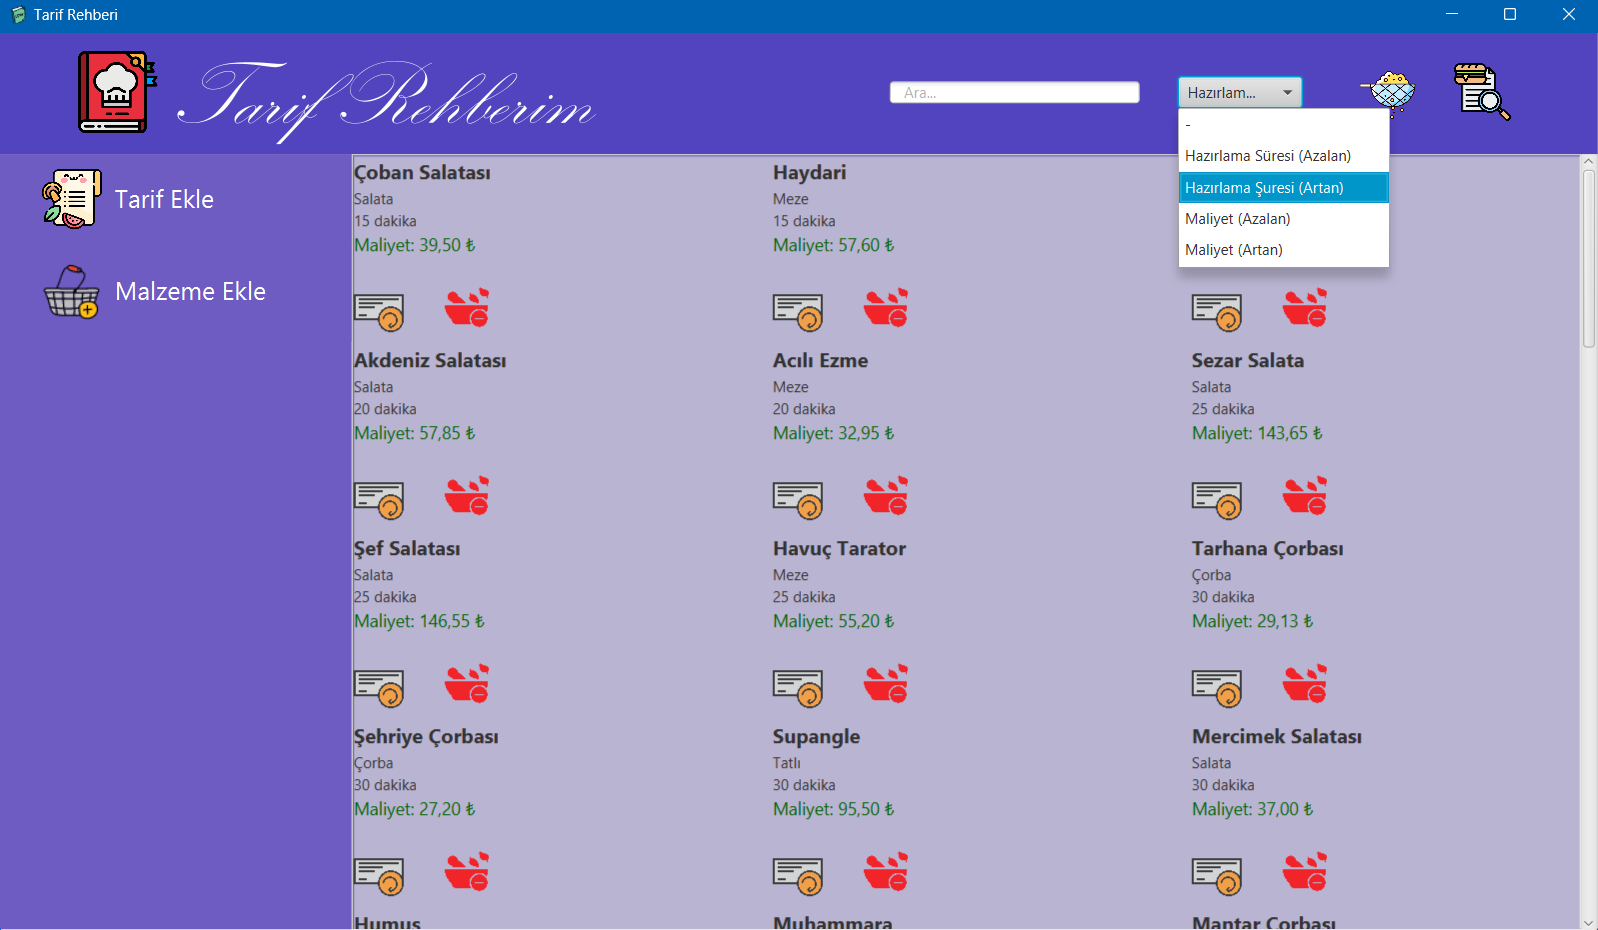 Tarif Rehberi
Tarif Rehberim
Ara...
Hazırlam...
-
Hazırlama Süresi (Azalan)
Hazırlama Şuresi (Artan)
Maliyet (Azalan)
Maliyet (Artan)
Tarif Ekle
Malzeme Ekle
Çoban Salatası
Salata
15 dakika
Maliyet: 39,50 ₺
Haydari
Meze
15 dakika
Maliyet: 57,60 ₺
Akdeniz Salatası
Salata
20 dakika
Maliyet: 57,85 ₺
Acılı Ezme
Meze
20 dakika
Maliyet: 32,95 ₺
Sezar Salata
Salata
25 dakika
Maliyet: 143,65 ₺
Şef Salatası
Salata
25 dakika
Maliyet: 146,55 ₺
Havuç Tarator
Meze
25 dakika
Maliyet: 55,20 ₺
Tarhana Çorbası
Çorba
30 dakika
Maliyet: 29,13 ₺
Şehriye Çorbası
Çorba
30 dakika
Maliyet: 27,20 ₺
Supangle
Tatlı
30 dakika
Maliyet: 95,50 ₺
Mercimek Salatası
Salata
30 dakika
Maliyet: 37,00 ₺
Humus
Muhammara
Mantar Çorbası